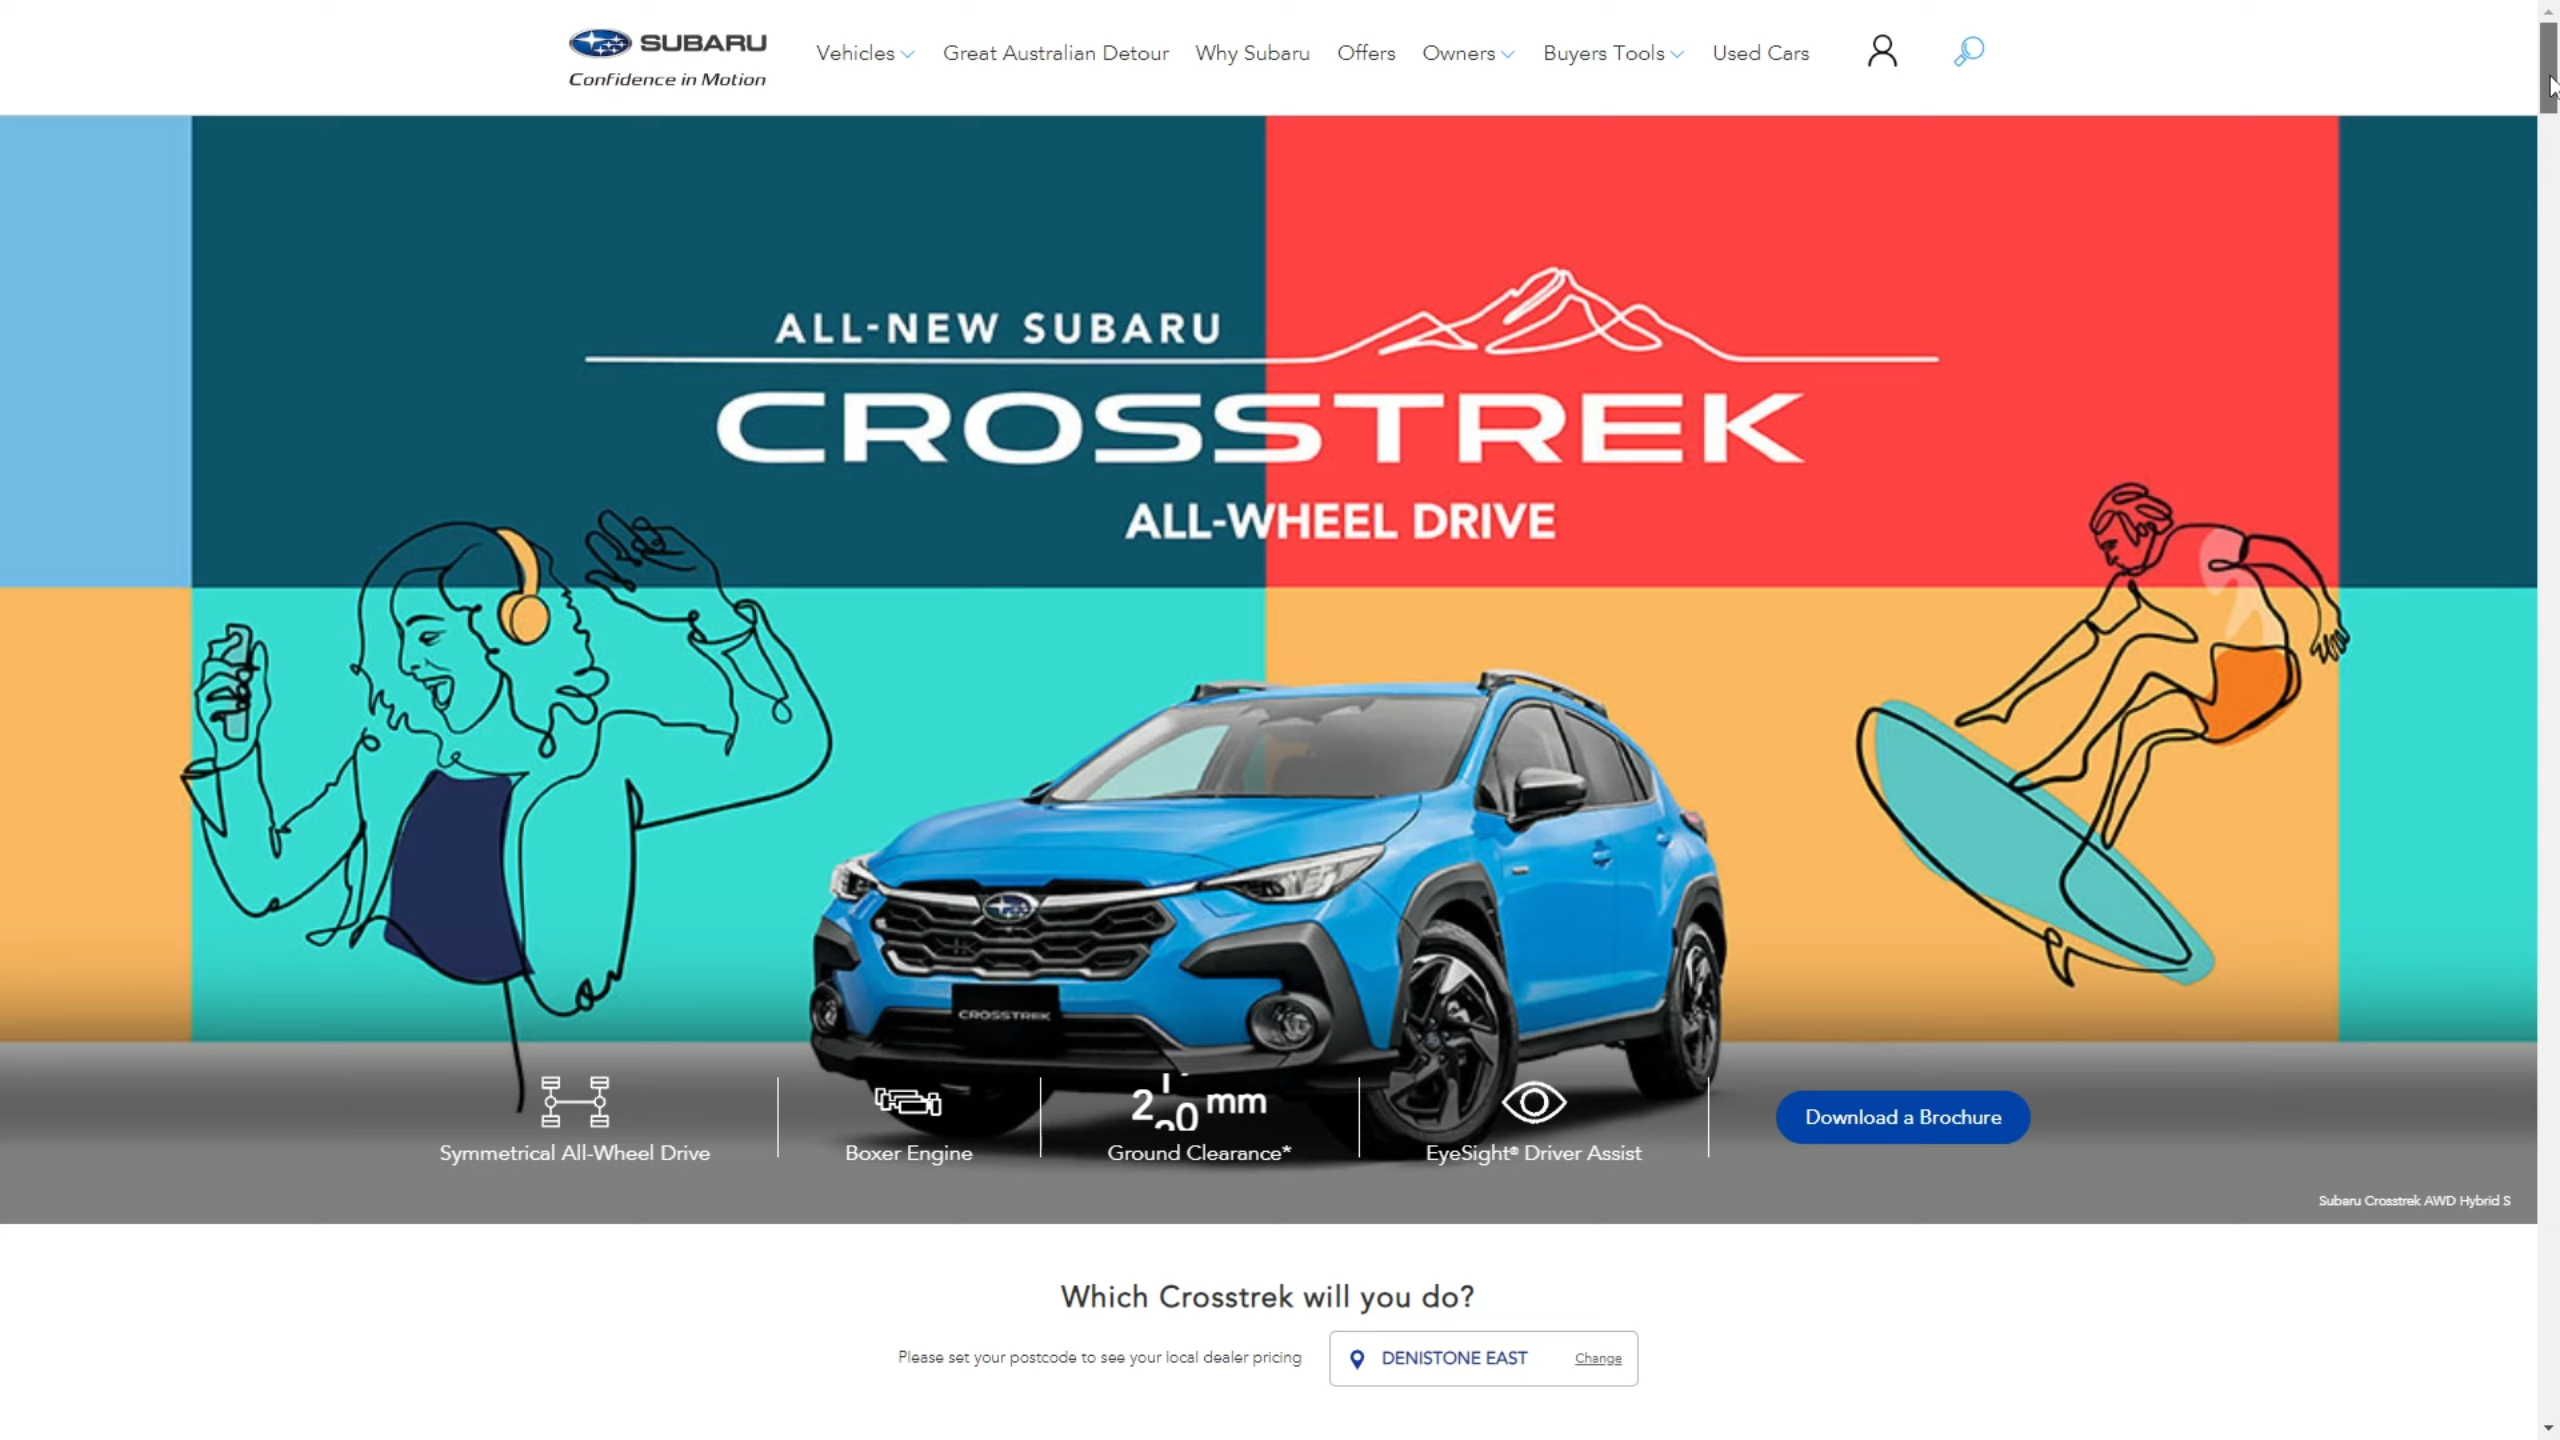 SUBARU
Confidence in Motion
Vehicles
Great Australian Detour
Why Subaru
Offers
Owners
Buyers Tools
Used Cars
ALL-NEW SUBARU
CROSSTREK
ALL-WHEEL DRIVE
CROSSTREK
mm
Symmetrical All-Wheel Drive
Boxer Engine
Ground Clearance*
EyeSight® Driver Assist
Download a Brochure
Subaru Crosstrek AWD Hybrid S
Which Crosstrek will you do?
Please set your postcode to see your local dealer pricing
DENISTONE EAST
Change